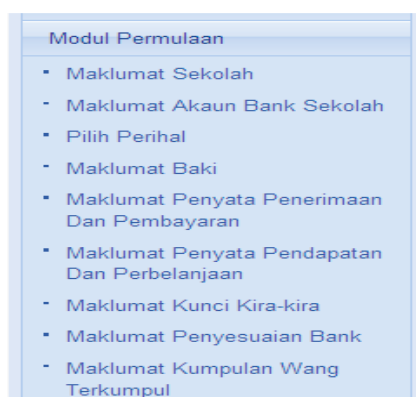 Modul Permulaan
Maklumat Sekolah
Maklumat Akaun Bank Sekolah
Pilih Perihal
Maklumat Baki
Maklumat Penyata Penerimaan
Dan Pembayaran
Maklumat Penyata Pendapatan
Dan Perbelanjaan
Maklumat Kunci Kira-kira
Maklumat Penyesuaian Bank
Maklumat Kumpulan Wang
Terkumpul